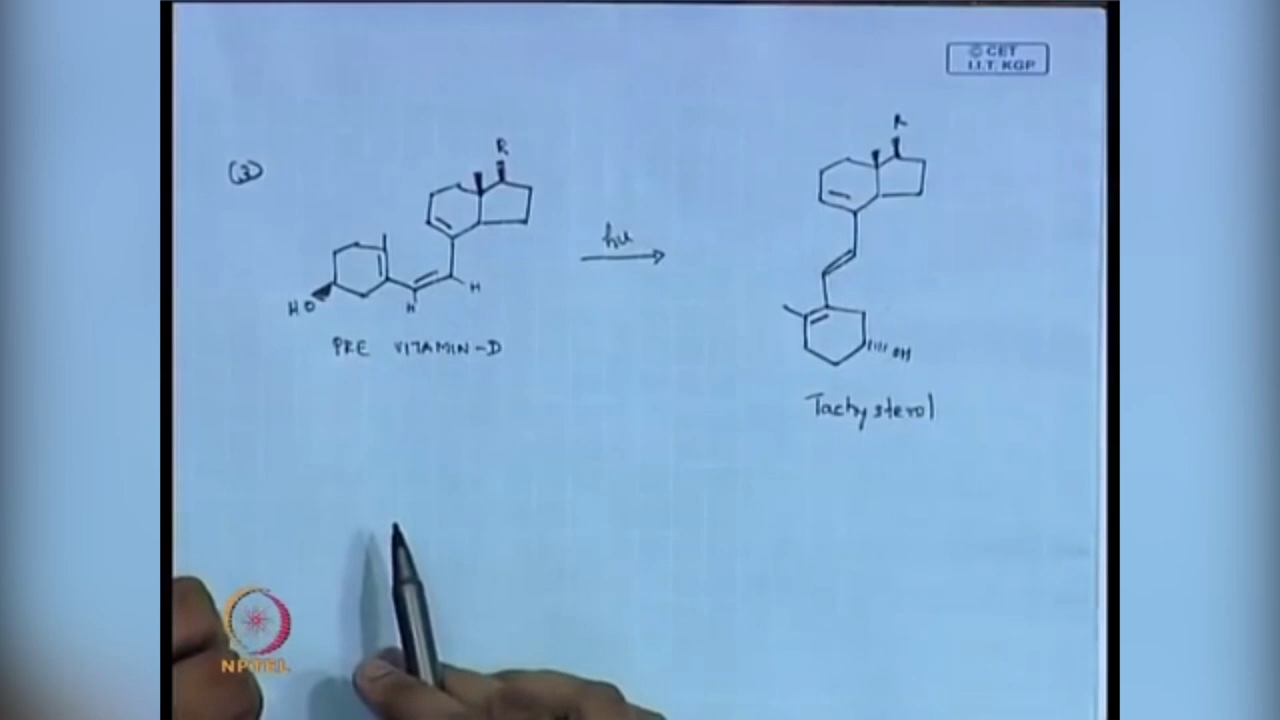 © CET
I.I.T. KGP
(3)
R
HO
H
H
PRE VITAMIN-D
hν
R
OH
Tachysterol
NPTEL